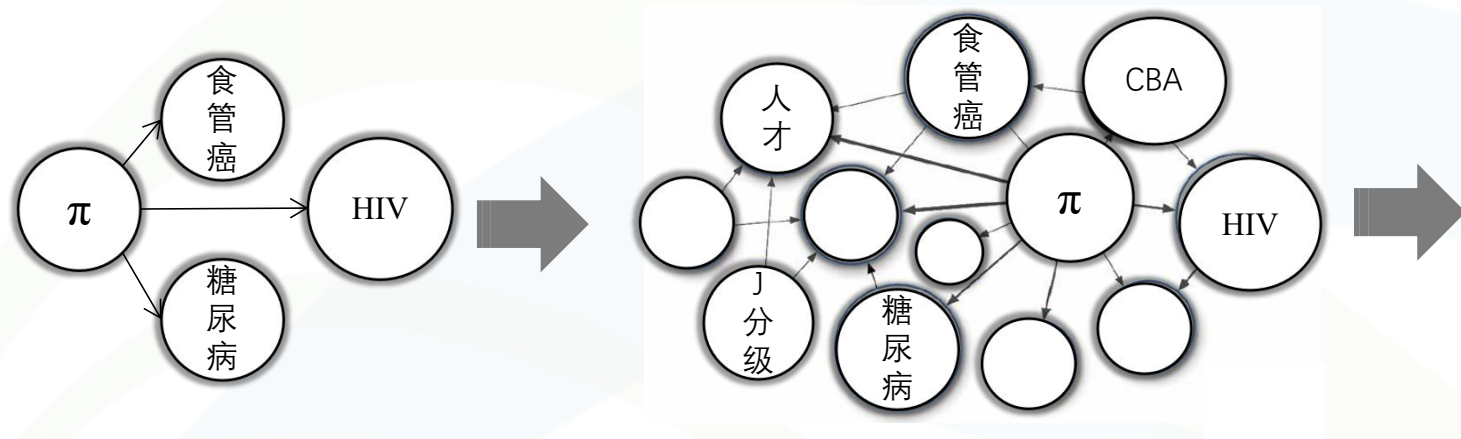 π
食
管
癌
HIV
糖
尿
病
人
才
食
管
癌
CBA
π
HIV
J
分
级
糖
尿
病